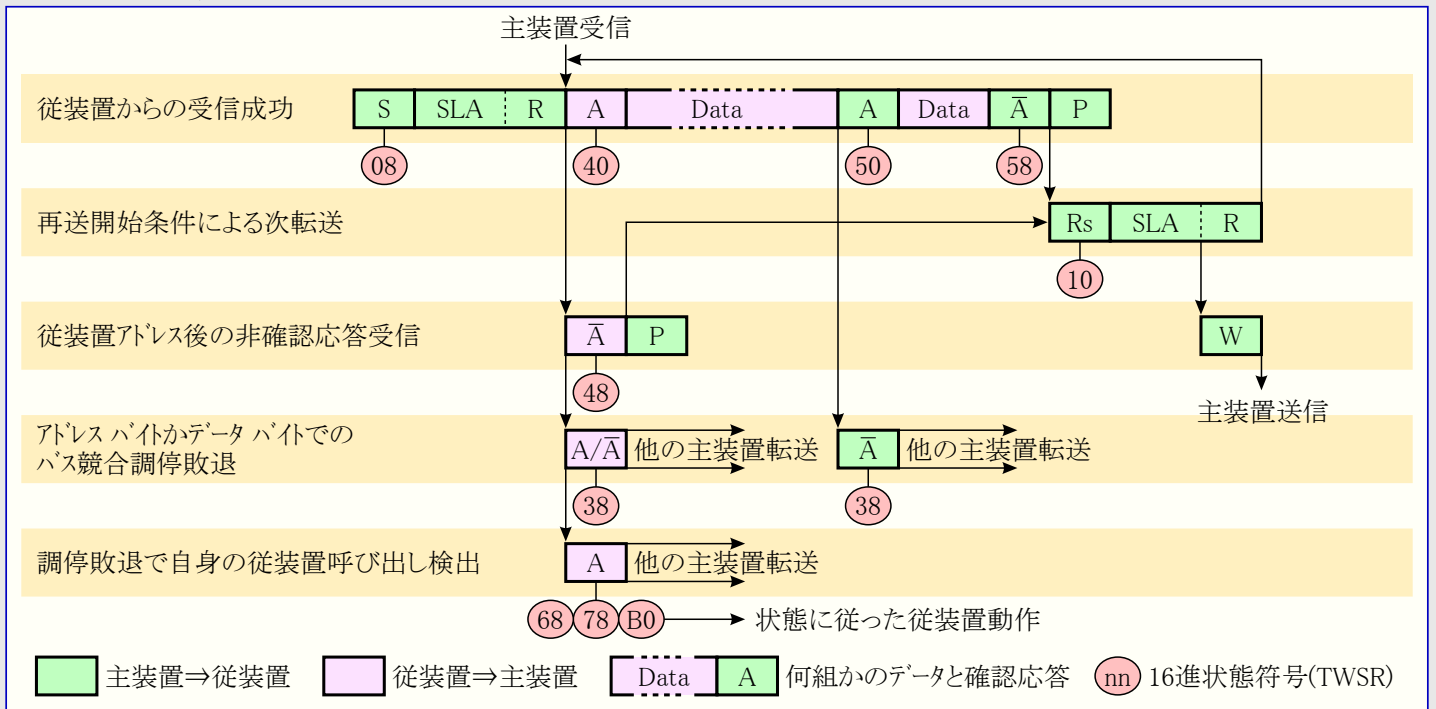 主装置受信
従装置からの受信成功
S SLA R A Data A Data A̅ P
08 40 50 58
再送開始条件による次転送
Rs SLA R
10
従装置アドレス後の非確認応答受信
A̅ P W
48
主装置送信
アドレス バイトかデータ バイトでの
バス競合調停敗退
A/A̅ 他の主装置転送 A̅ 他の主装置転送
38 38
調停敗退で自身の従装置呼び出し検出
A 他の主装置転送
68 78 B0 状態に従った従装置動作
主装置⇒従装置 従装置⇒主装置 Data A 何組かのデータと確認応答 nn 16進状態符号(TWSR)